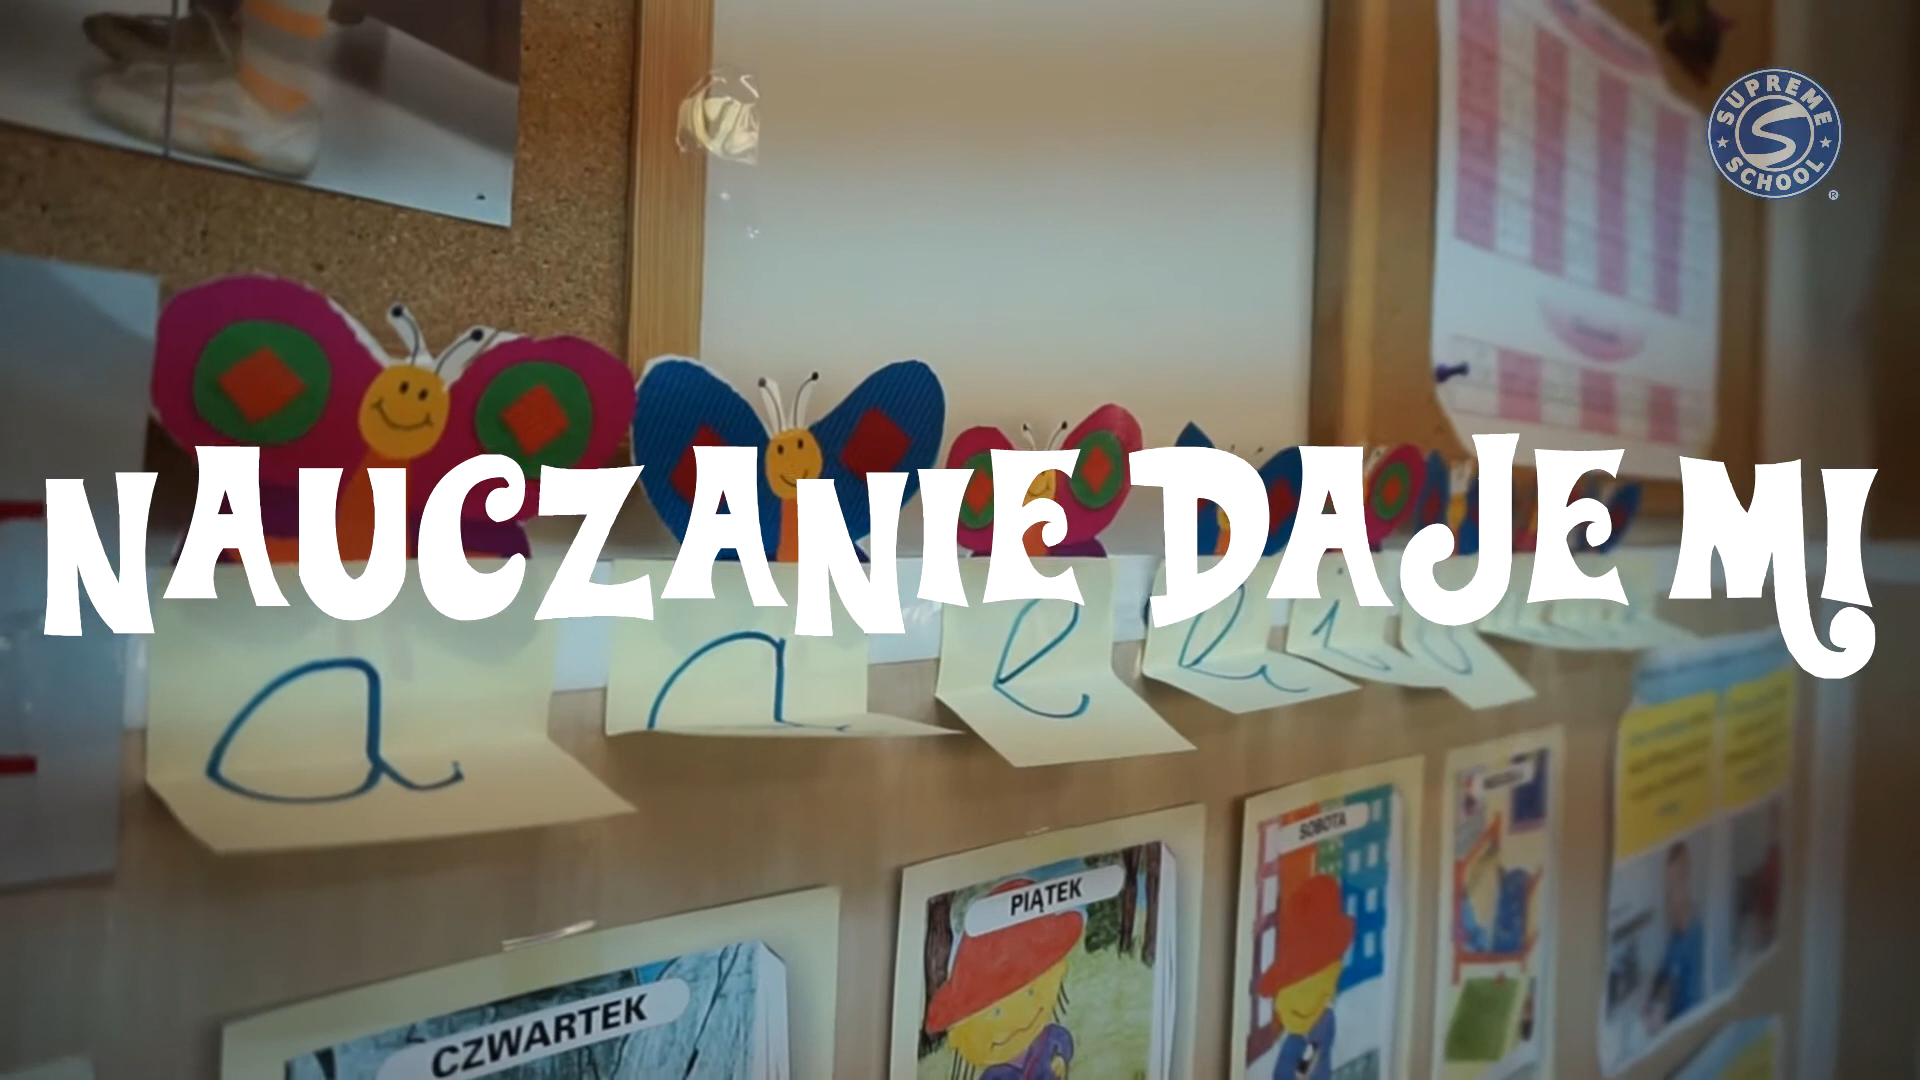 SUPREME
SCHOOL
®
NAUCZANIE DAJE MI
a a e e i o
PIĄTEK
SOBOTA
CZWARTEK